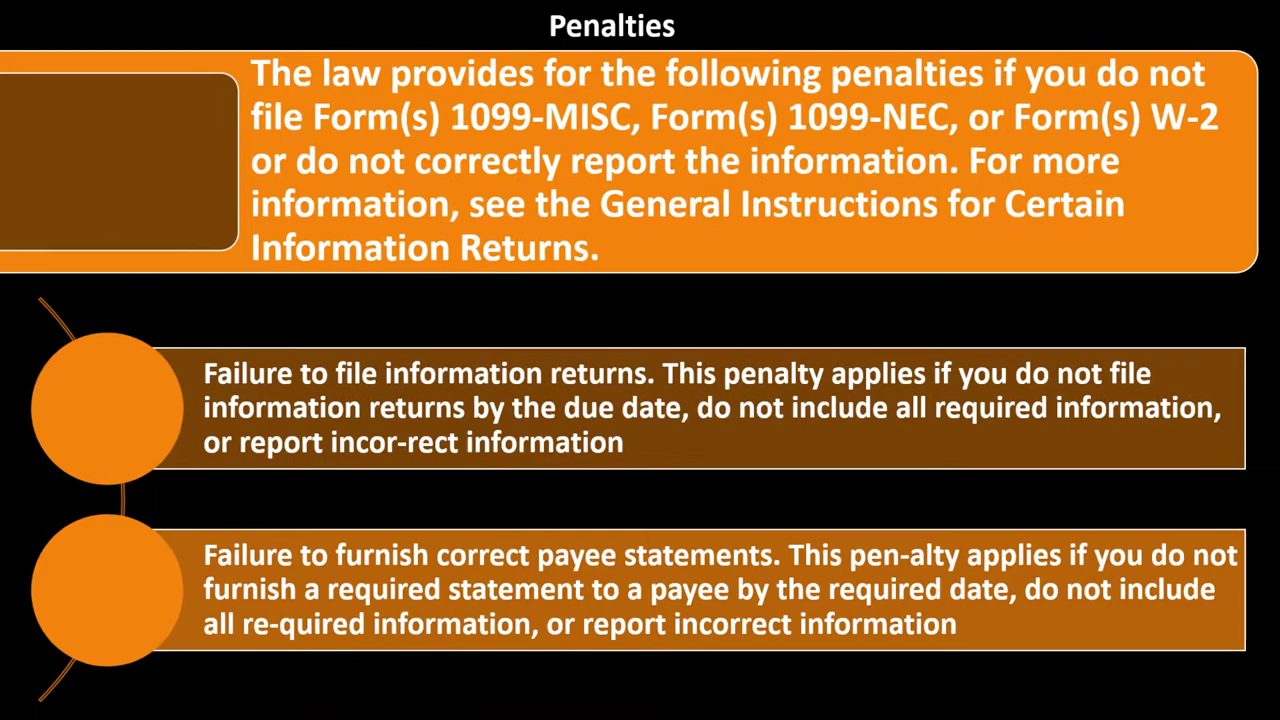 Penalties
The law provides for the following penalties if you do not
file Form(s) 1099-MISC, Form(s) 1099-NEC, or Form(s) W-2
or do not correctly report the information. For more
information, see the General Instructions for Certain
Information Returns.
Failure to file information returns. This penalty applies if you do not file
information returns by the due date, do not include all required information,
or report incor-rect information
Failure to furnish correct payee statements. This pen-alty applies if you do not
furnish a required statement to a payee by the required date, do not include
all re-quired information, or report incorrect information